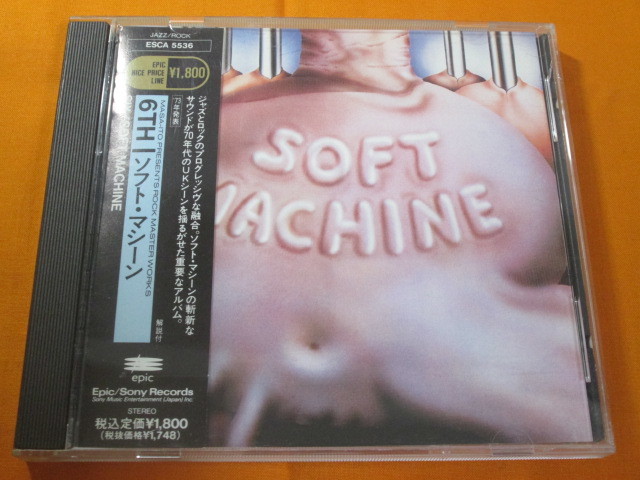 JAZZ/ROCK
ESCA 5536
EPIC
NICE PRICE
LINE
¥1,800
ジャズとロックのプログレッシヴな融合。ソフト・マシーンの斬新な
サウンドが70年代のUKシーンを揺るがせた重要なアルバム。
'73年発表
MASA-ITO PRESENTS ROCK MASTER WORKS
6TH/ソフト・マシーン
解説付
MACHINE
SOFT
MACHINE
epic
Epic/Sony Records
Sony Music Entertainment (Japan) Inc.
STEREO
税込定価¥1,800
(税抜価格¥1,748)